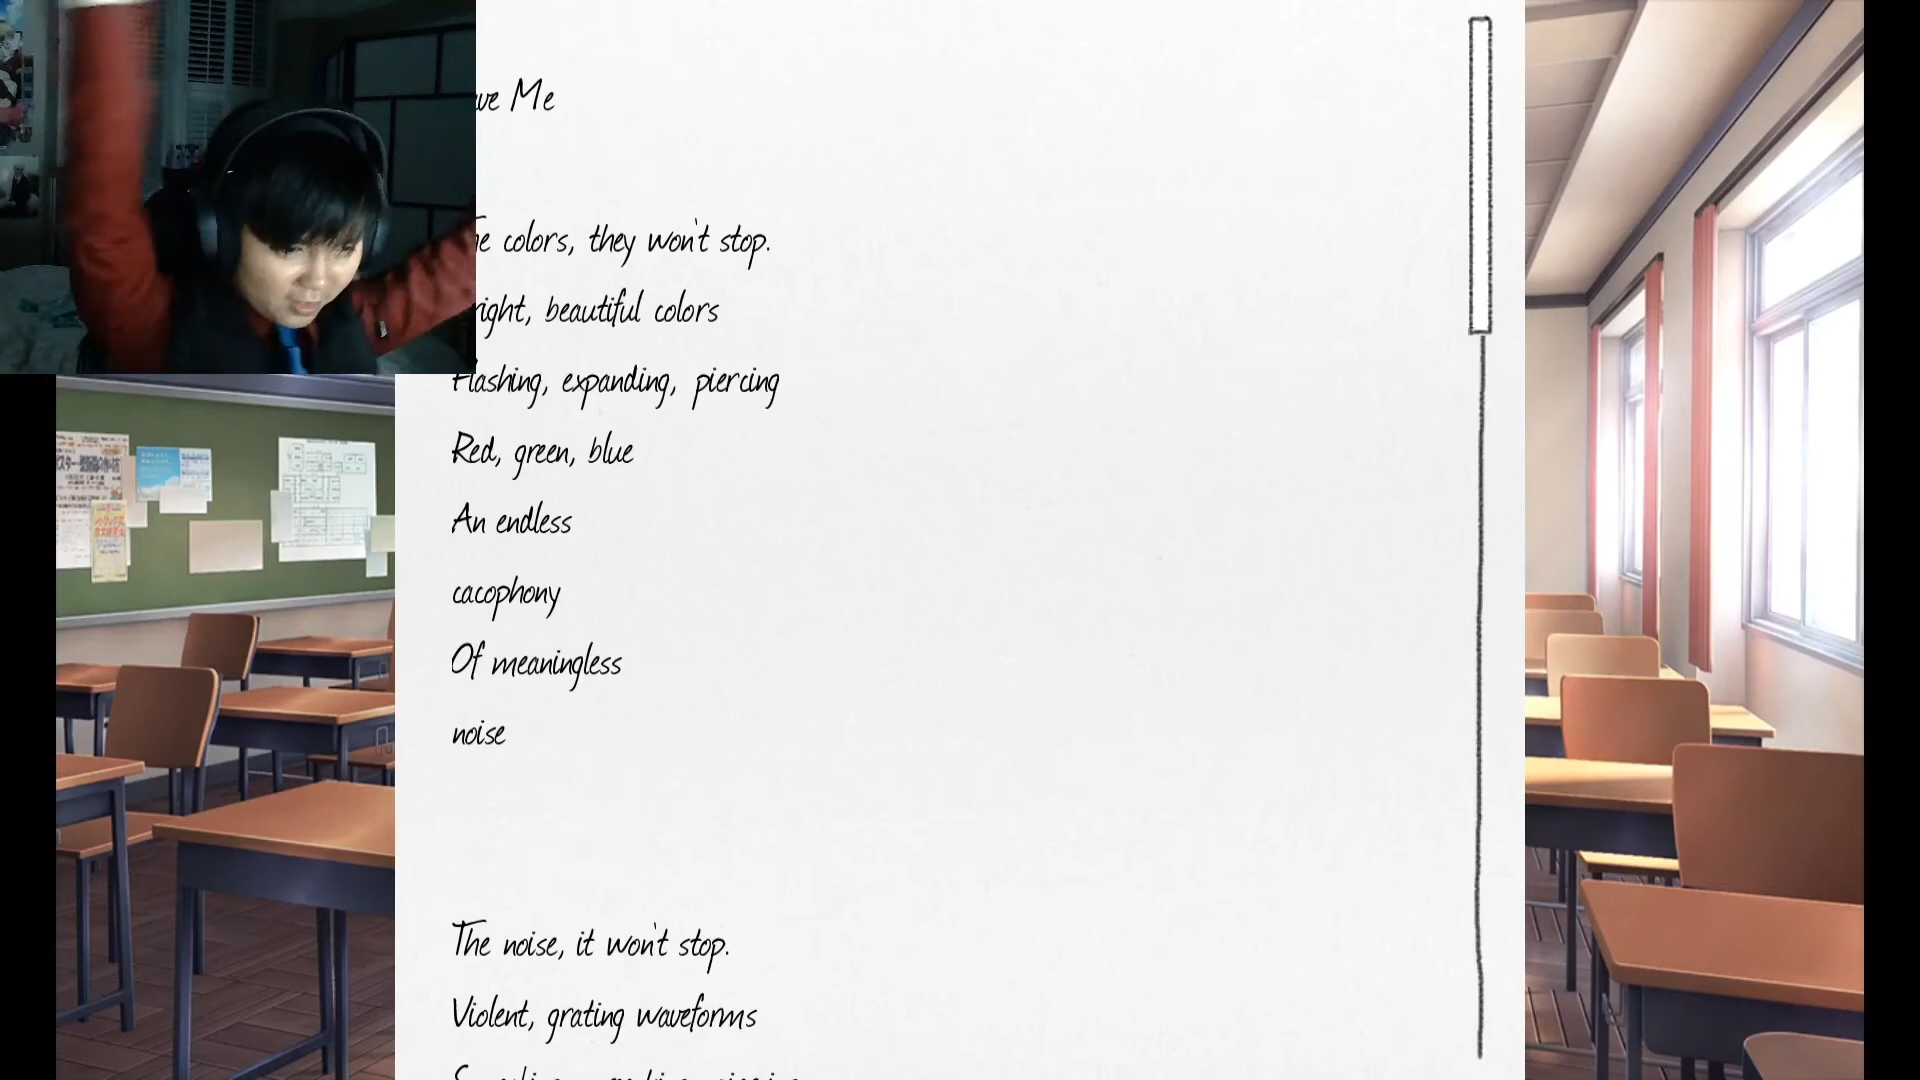 Me
colors, they won't stop.
beautiful colors
Flashing, expanding, piercing
Red, green, blue
An endless
cacophony
Of meaningless
noise
The noise, it won't stop.
Violent, grating waveforms